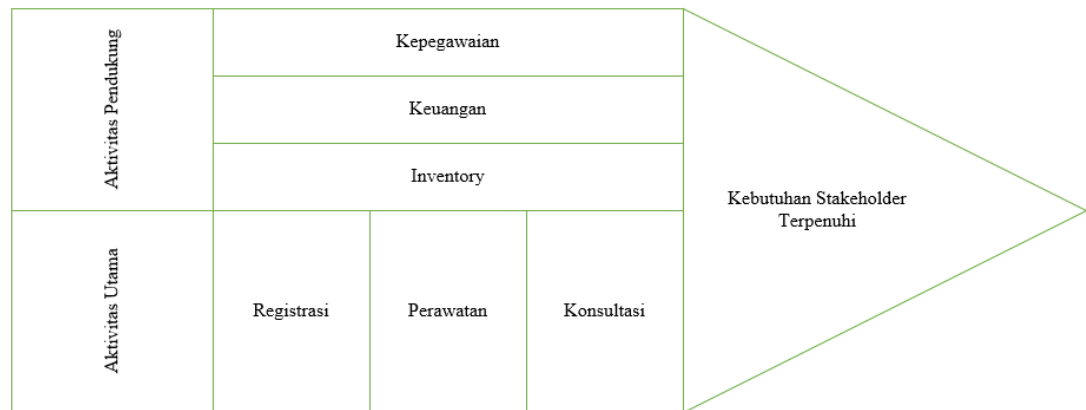 Aktivitas Pendukung
Kepegawaian
Keuangan
Inventory
Kebutuhan Stakeholder
Terpenuhi
Aktivitas Utama
Registrasi
Perawatan
Konsultasi